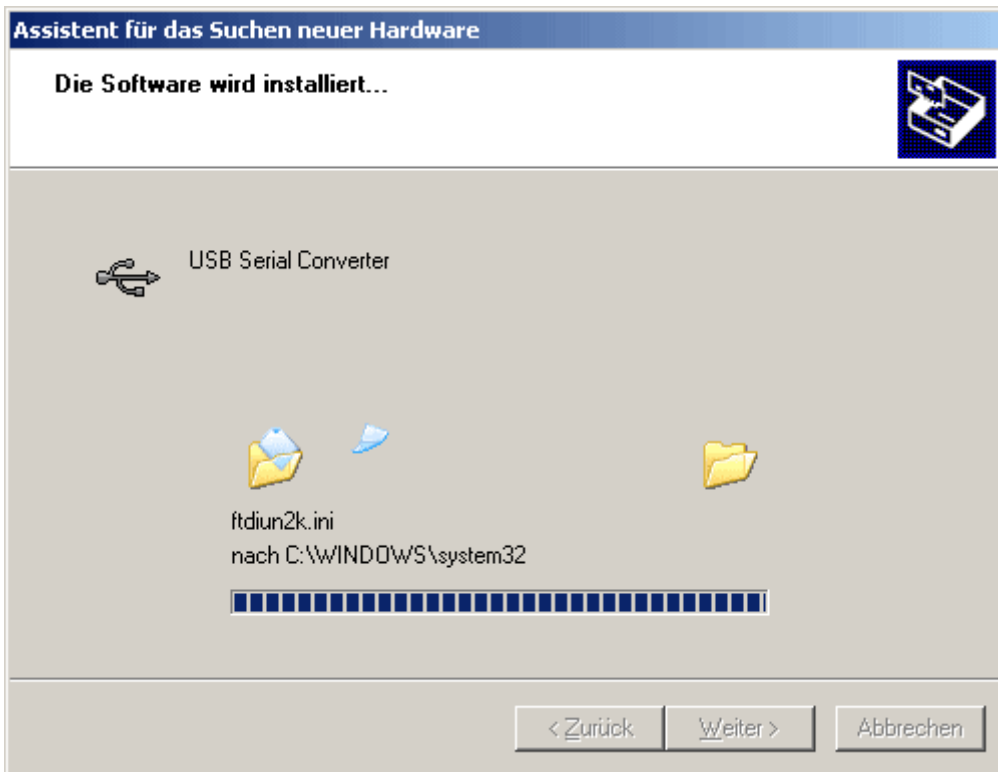 Assistent für das Suchen neuer Hardware
Die Software wird installiert...
USB Serial Converter
ftdiun2k.ini
nach C:\WINDOWS\system32
< Zurück
Weiter >
Abbrechen